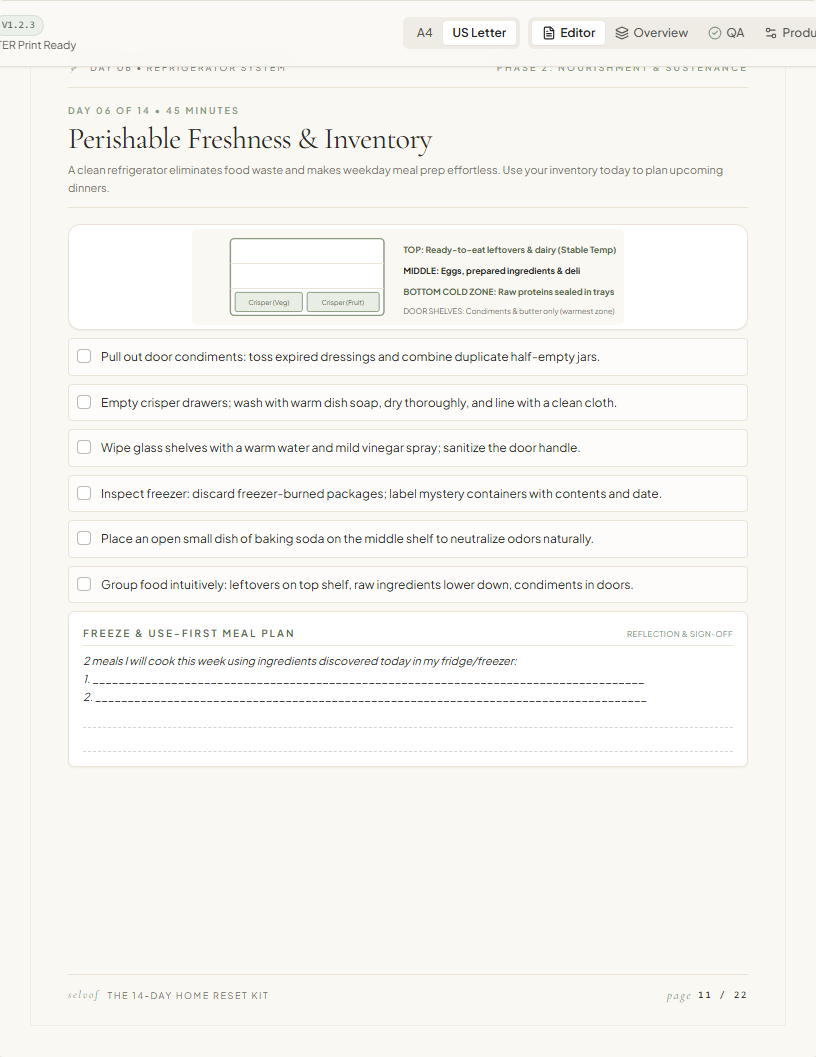 V1.2.3
A4
US Letter
Editor
Overview
QA
Produ
TER Print Ready
DAY 06 • REFRIGERATOR SYSTEM
PHASE 2: NOURISHMENT & SUSTENANCE
DAY 06 OF 14 • 45 MINUTES
Perishable Freshness & Inventory
A clean refrigerator eliminates food waste and makes weekday meal prep effortless. Use your inventory today to plan upcoming
dinners.
TOP: Ready-to-eat leftovers & dairy (Stable Temp)
MIDDLE: Eggs, prepared ingredients & deli
BOTTOM COLD ZONE: Raw proteins sealed in trays
Crisper (Veg)
Crisper (Fruit)
DOOR SHELVES: Condiments & butter only (warmest zone)
Pull out door condiments: toss expired dressings and combine duplicate half-empty jars.
Empty crisper drawers; wash with warm dish soap, dry thoroughly, and line with a clean cloth.
Wipe glass shelves with a warm water and mild vinegar spray; sanitize the door handle.
Inspect freezer: discard freezer-burned packages; label mystery containers with contents and date.
Place an open small dish of baking soda on the middle shelf to neutralize odors naturally.
Group food intuitively: leftovers on top shelf, raw ingredients lower down, condiments in doors.
FREEZE & USE-FIRST MEAL PLAN
REFLECTION & SIGN-OFF
2 meals I will cook this week using ingredients discovered today in my fridge/freezer:
1.
2.
selvof THE 14-DAY HOME RESET KIT
page 11 / 22